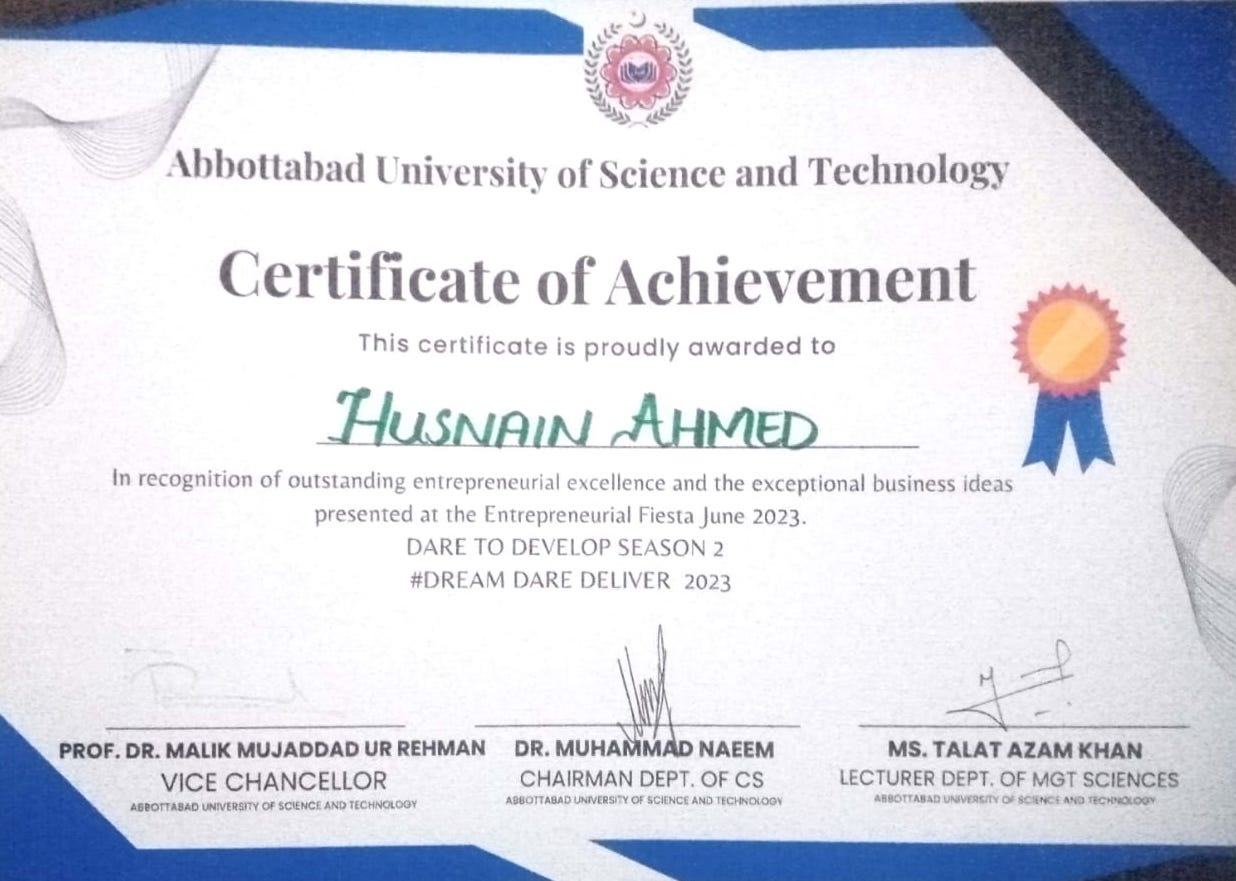 Abbottabad University of Science and Technology
Certificate of Achievement
This certificate is proudly awarded to
HUSNAIN AHMED
In recognition of outstanding entrepreneurial excellence and the exceptional business ideas
presented at the Entrepreneurial Fiesta June 2023.
DARE TO DEVELOP SEASON 2
#DREAM DARE DELIVER 2023
PROF. DR. MALIK MUJADDAD UR REHMAN
VICE CHANCELLOR
ABBOTTABAD UNIVERSITY OF SCIENCE AND TECHNOLOGY
DR. MUHAMMAD NAEEM
CHAIRMAN DEPT. OF CS
ABBOTTABAD UNIVERSITY OF SCIENCE AND TECHNOLOGY
MS. TALAT AZAM KHAN
LECTURER DEPT. OF MGT SCIENCES
ABBOTTABAD UNIVERSITY OF SCIENCE AND TECHNOLOGY